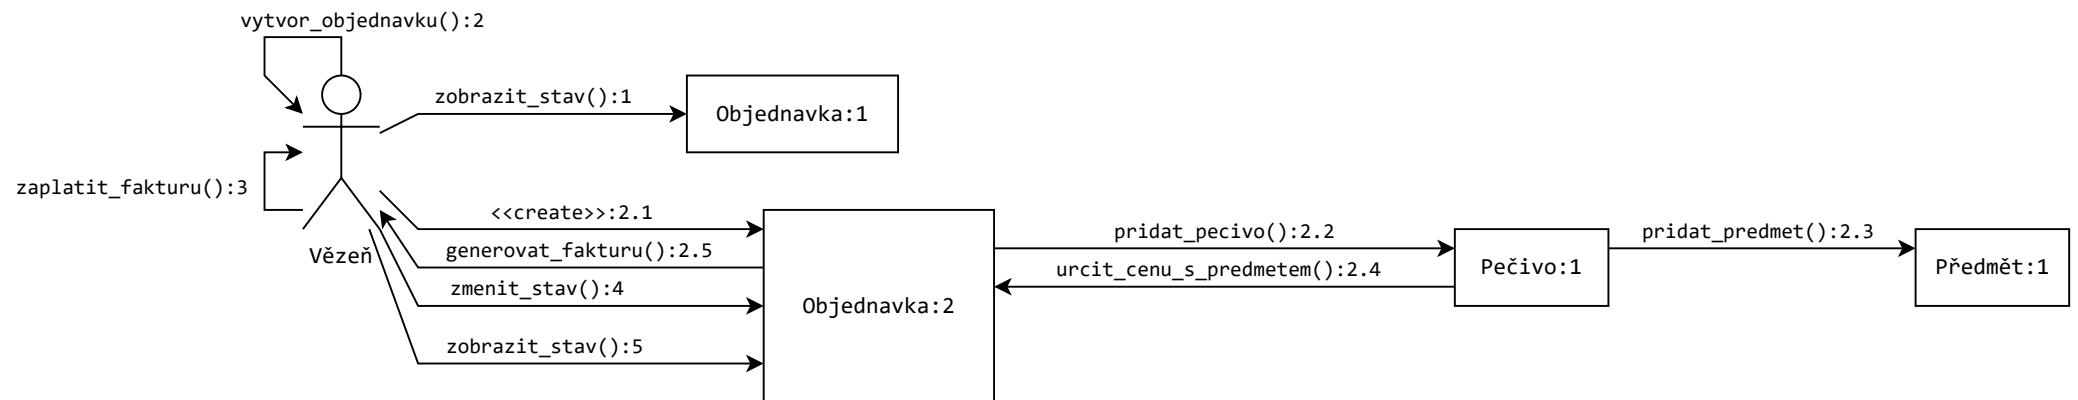 vytvor_objednavku():2
zobrazit_stav():1
Objednavka:1
zaplatit_fakturu():3
<<create>>:2.1
Vězeň
generovat_fakturu():2.5
zmenit_stav():4
zobrazit_stav():5
Objednavka:2
pridat_pecivo():2.2
urcit_cenu_s_predmetem():2.4
Pečivo:1
pridat_predmet():2.3
Předmět:1